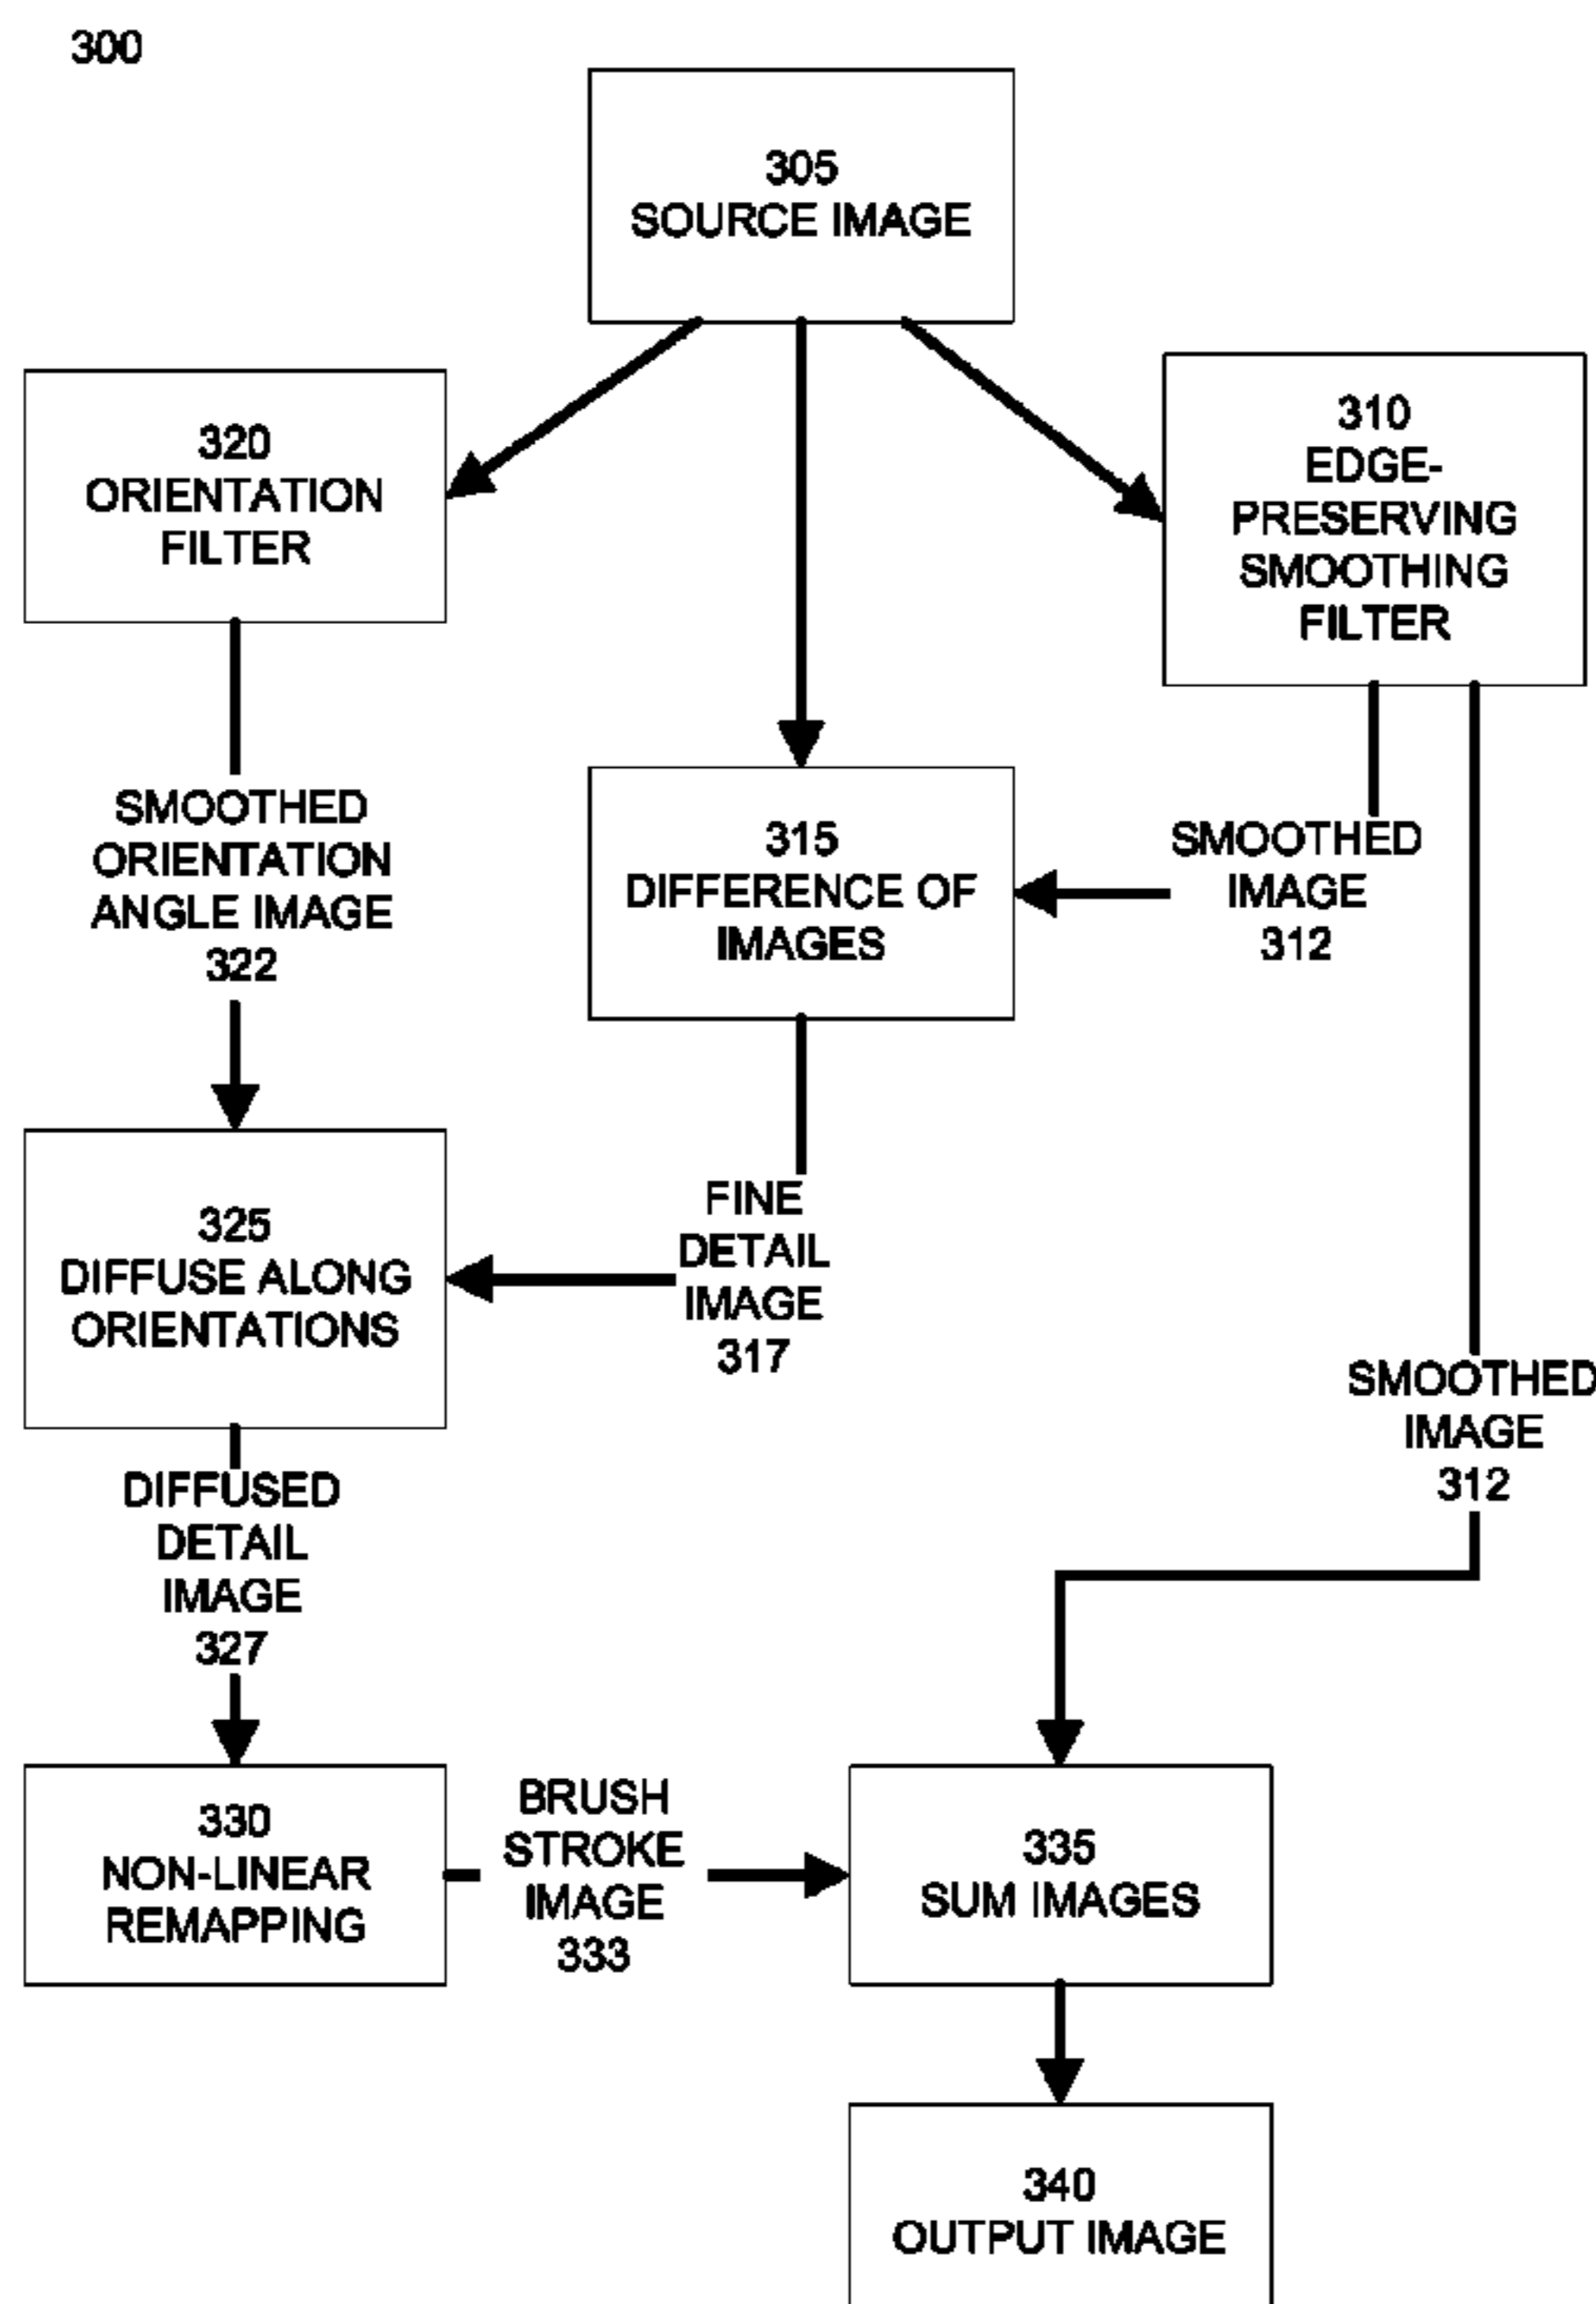 300
305
SOURCE IMAGE
320
ORIENTATION
FILTER
310
EDGE-
PRESERVING
SMOOTHING
FILTER
SMOOTHED
ORIENTATION
ANGLE IMAGE
322
315
DIFFERENCE OF
IMAGES
SMOOTHED
IMAGE
312
325
DIFFUSE ALONG
ORIENTATIONS
FINE
DETAIL
IMAGE
317
SMOOTHED
IMAGE
312
DIFFUSED
DETAIL
IMAGE
327
330
NON-LINEAR
REMAPPING
BRUSH
STROKE
IMAGE
333
335
SUM IMAGES
340
OUTPUT IMAGE